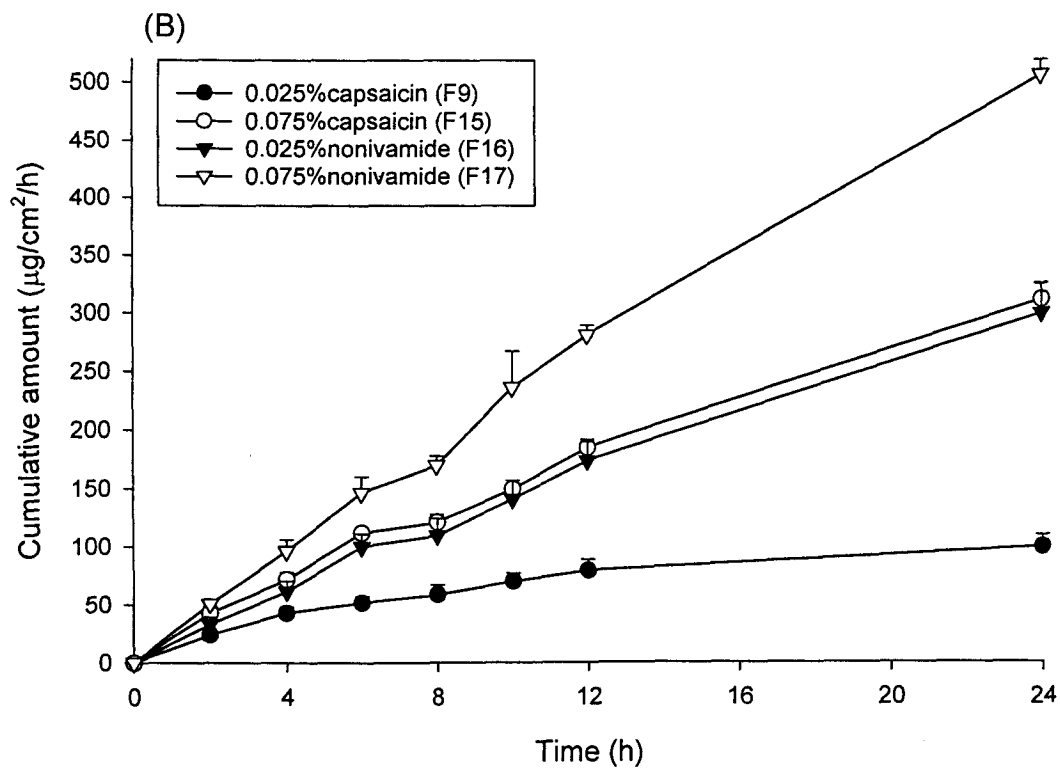 (B)
0.025%capsaicin (F9)
0.075%capsaicin (F15)
0.025%nonivamide (F16)
0.075%nonivamide (F17)
Cumulative amount (μg/cm²/h)
500
450
400
350
300
250
200
150
100
50
0
0 4 8 12 16 20 24
Time (h)